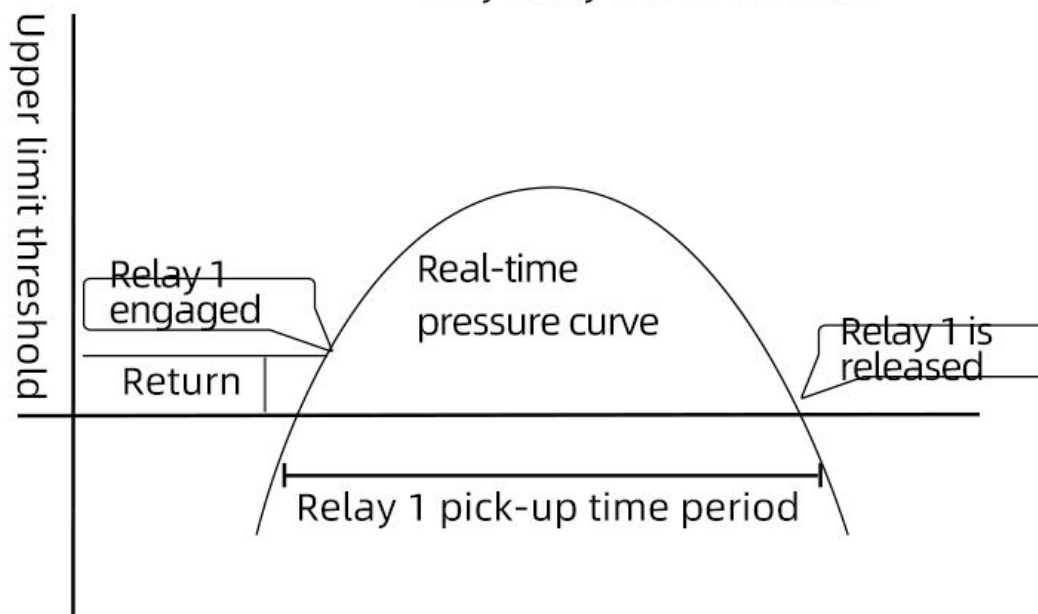 Upper limit threshold
Relay 1
engaged
Real-time
pressure curve
Relay 1 is
released
Return
Relay 1 pick-up time period